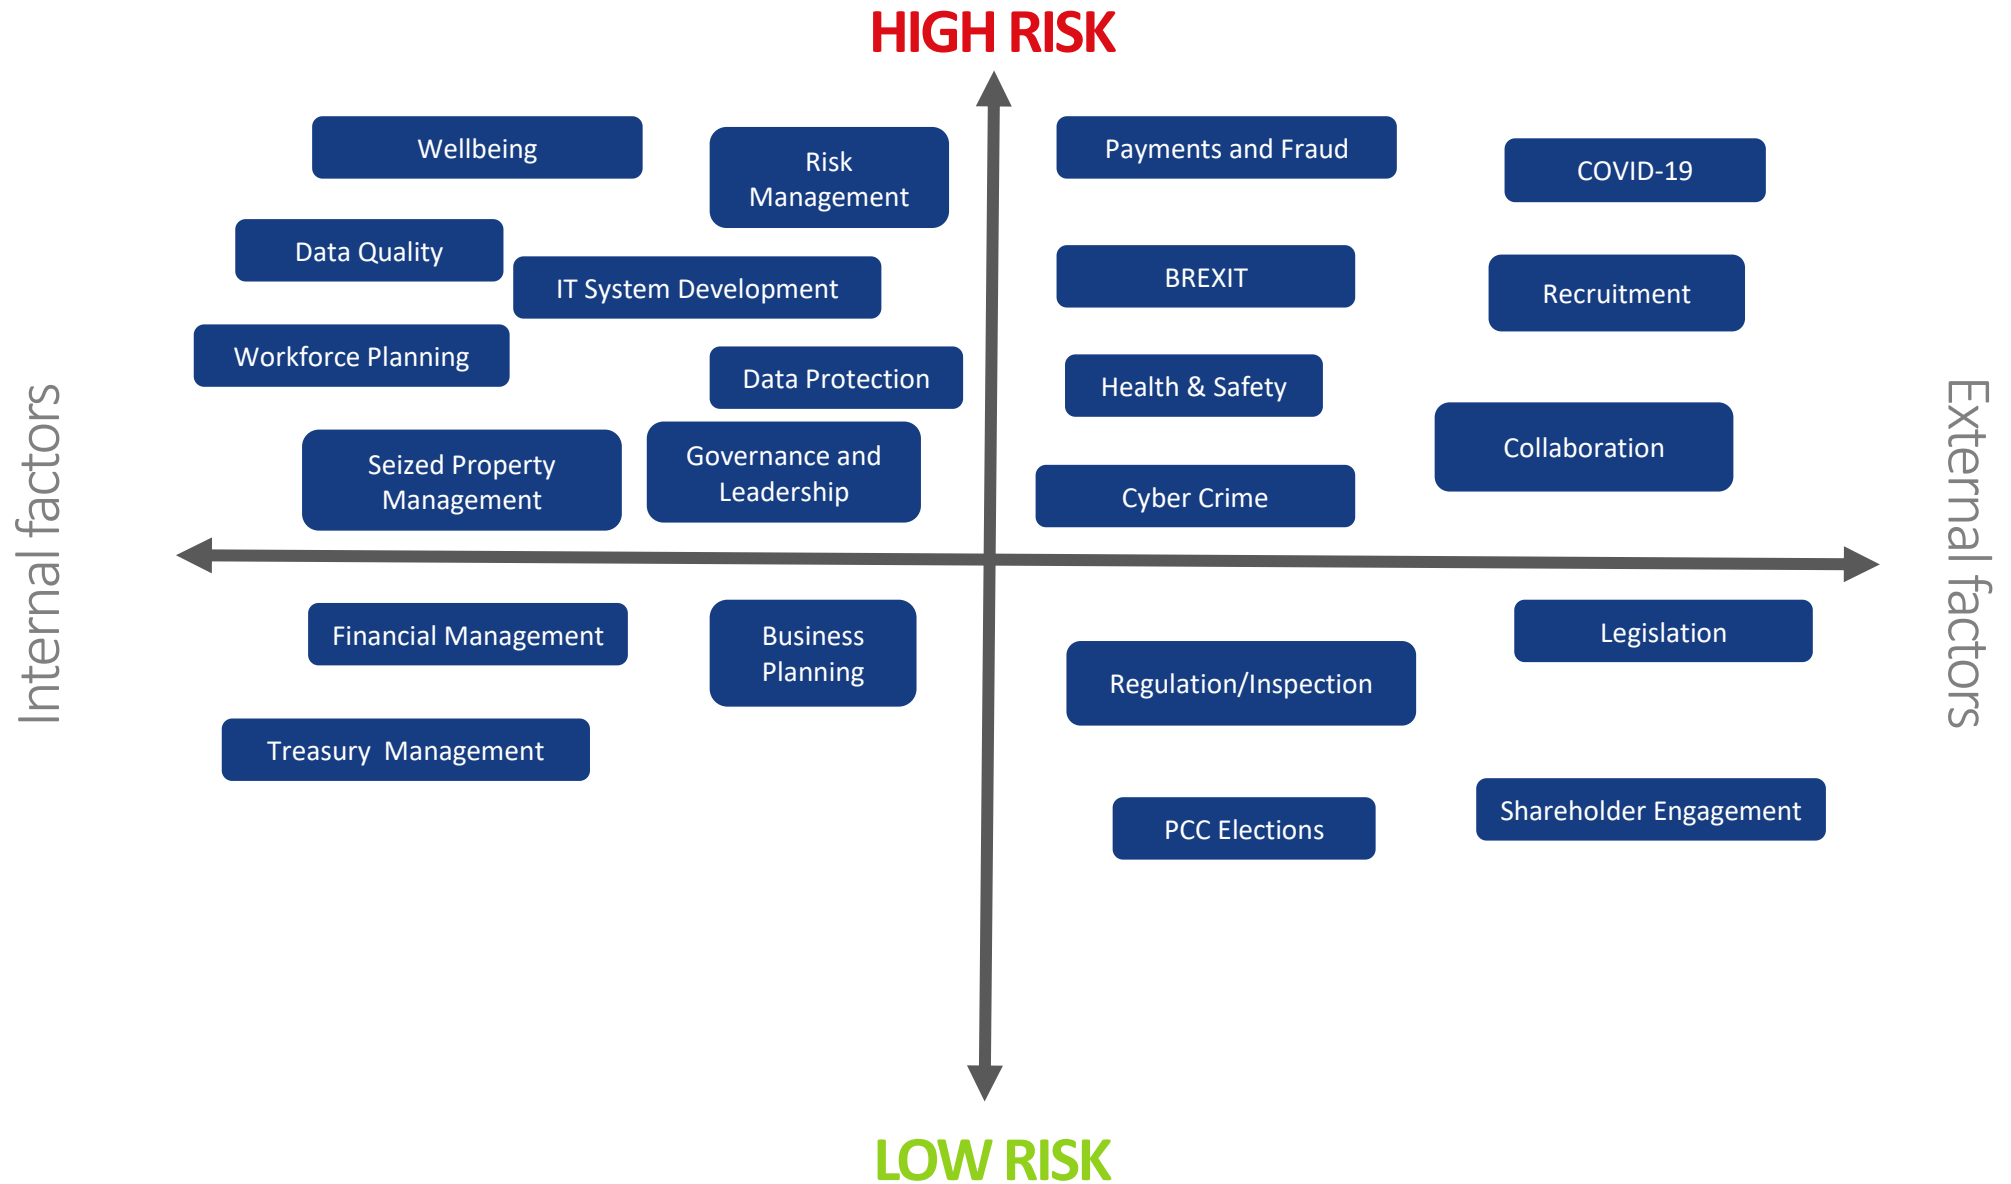 HIGH RISK
Wellbeing
Risk
Management
Payments and Fraud
COVID-19
Data Quality
IT System Development
BREXIT
Recruitment
Workforce Planning
Data Protection
Health & Safety
Seized Property
Management
Governance and
Leadership
Cyber Crime
Collaboration
Internal factors
External factors
Financial Management
Business
Planning
Regulation/Inspection
Legislation
Treasury  Management
PCC Elections
Shareholder Engagement
LOW RISK